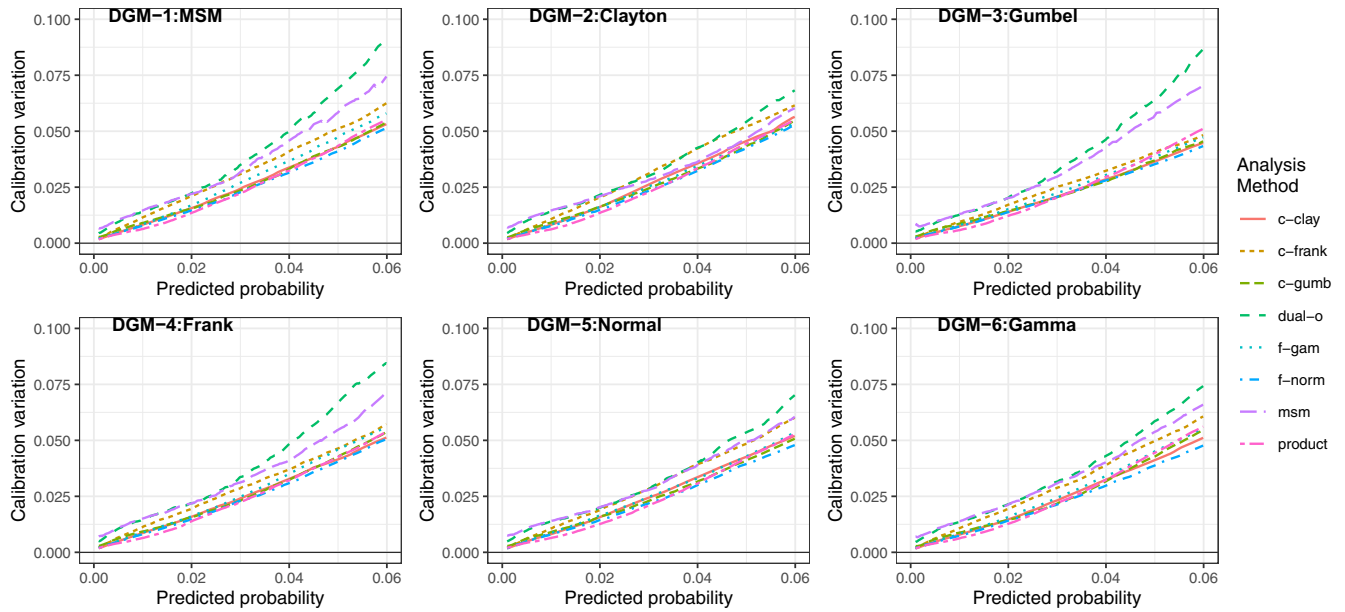 DGM−1:MSM
Calibration variation
0.100
0.075
0.050
0.025
0.000
0.00 0.02 0.04 0.06
Predicted probability
DGM−2:Clayton
Calibration variation
0.100
0.075
0.050
0.025
0.000
0.00 0.02 0.04 0.06
Predicted probability
DGM−3:Gumbel
Calibration variation
0.100
0.075
0.050
0.025
0.000
0.00 0.02 0.04 0.06
Predicted probability
DGM−4:Frank
Calibration variation
0.100
0.075
0.050
0.025
0.000
0.00 0.02 0.04 0.06
Predicted probability
DGM−5:Normal
Calibration variation
0.100
0.075
0.050
0.025
0.000
0.00 0.02 0.04 0.06
Predicted probability
DGM−6:Gamma
Calibration variation
0.100
0.075
0.050
0.025
0.000
0.00 0.02 0.04 0.06
Predicted probability
Analysis
Method
c−clay
c−frank
c−gumb
dual−o
f−gam
f−norm
msm
product